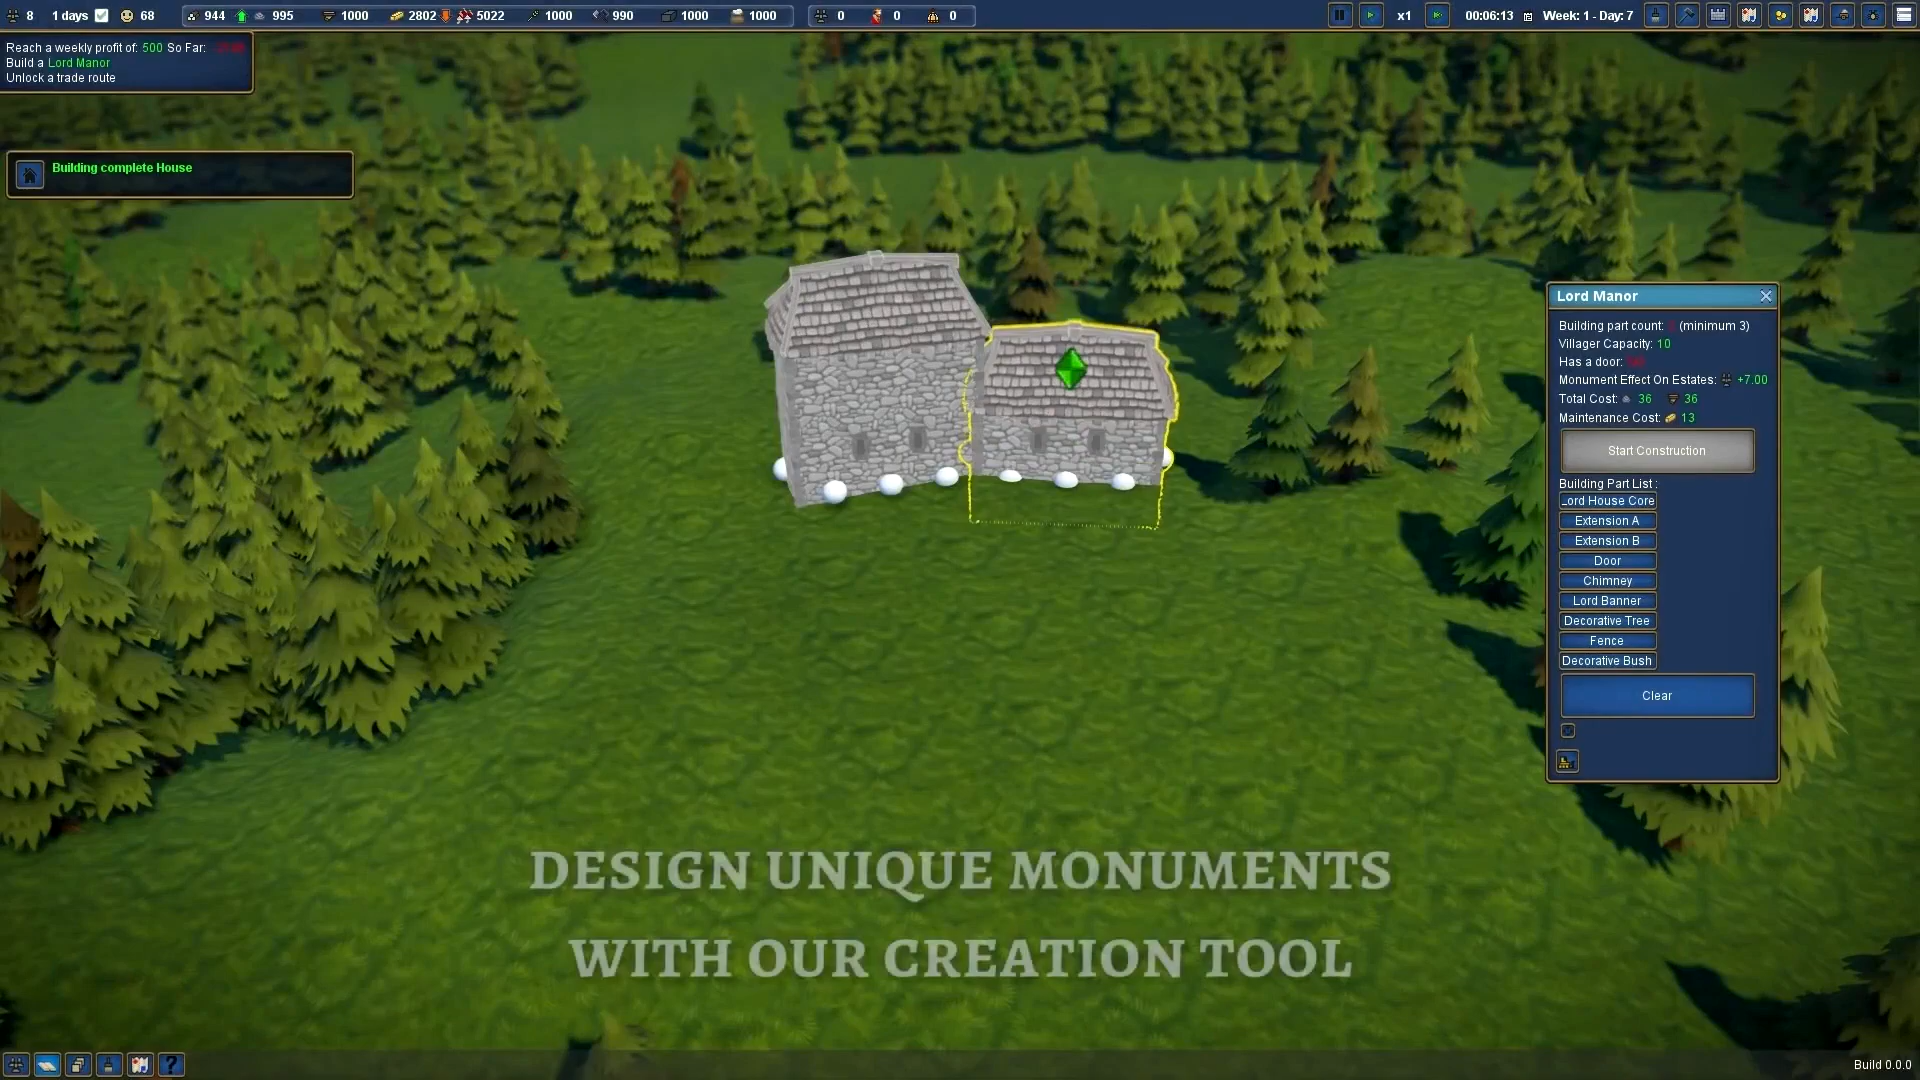 8 1 days 68 944 995 1000 2802 5022 1000 990 1000 1000 0 0 0 x1 00:06:13 Week: 1 - Day: 7
Reach a weekly profit of: 500 So Far:
Build a Lord Manor
Unlock a trade route
Building complete House
Lord Manor
Building part count: (minimum 3)
Villager Capacity: 10
Has a door:
Monument Effect On Estates: +7.00
Total Cost: 36 36
Maintenance Cost: 13
Start Construction
Building Part List :
Lord House Core
Extension A
Extension B
Door
Chimney
Lord Banner
Decorative Tree
Fence
Decorative Bush
Clear
DESIGN UNIQUE MONUMENTS
WITH OUR CREATION TOOL
?
Build 0.0.0